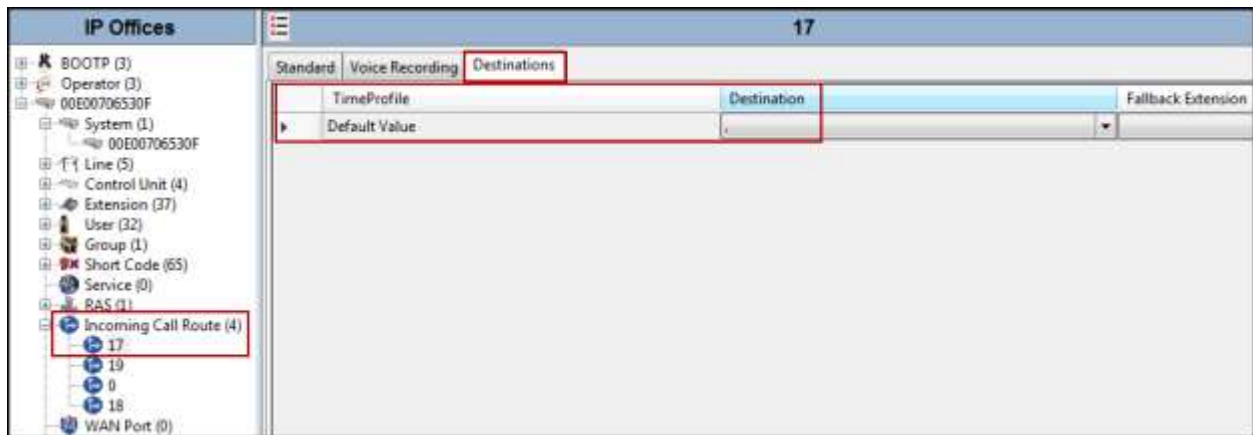 IP Offices
BOOTP (3)
Operator (3)
00E00706530F
System (1)
00E00706530F
Line (5)
Control Unit (4)
Extension (37)
User (32)
Group (1)
Short Code (65)
Service (0)
RAS (1)
Incoming Call Route (4)
17
19
0
18
WAN Port (0)
17
Standard Voice Recording Destinations
TimeProfile Destination Fallback Extension
Default Value .